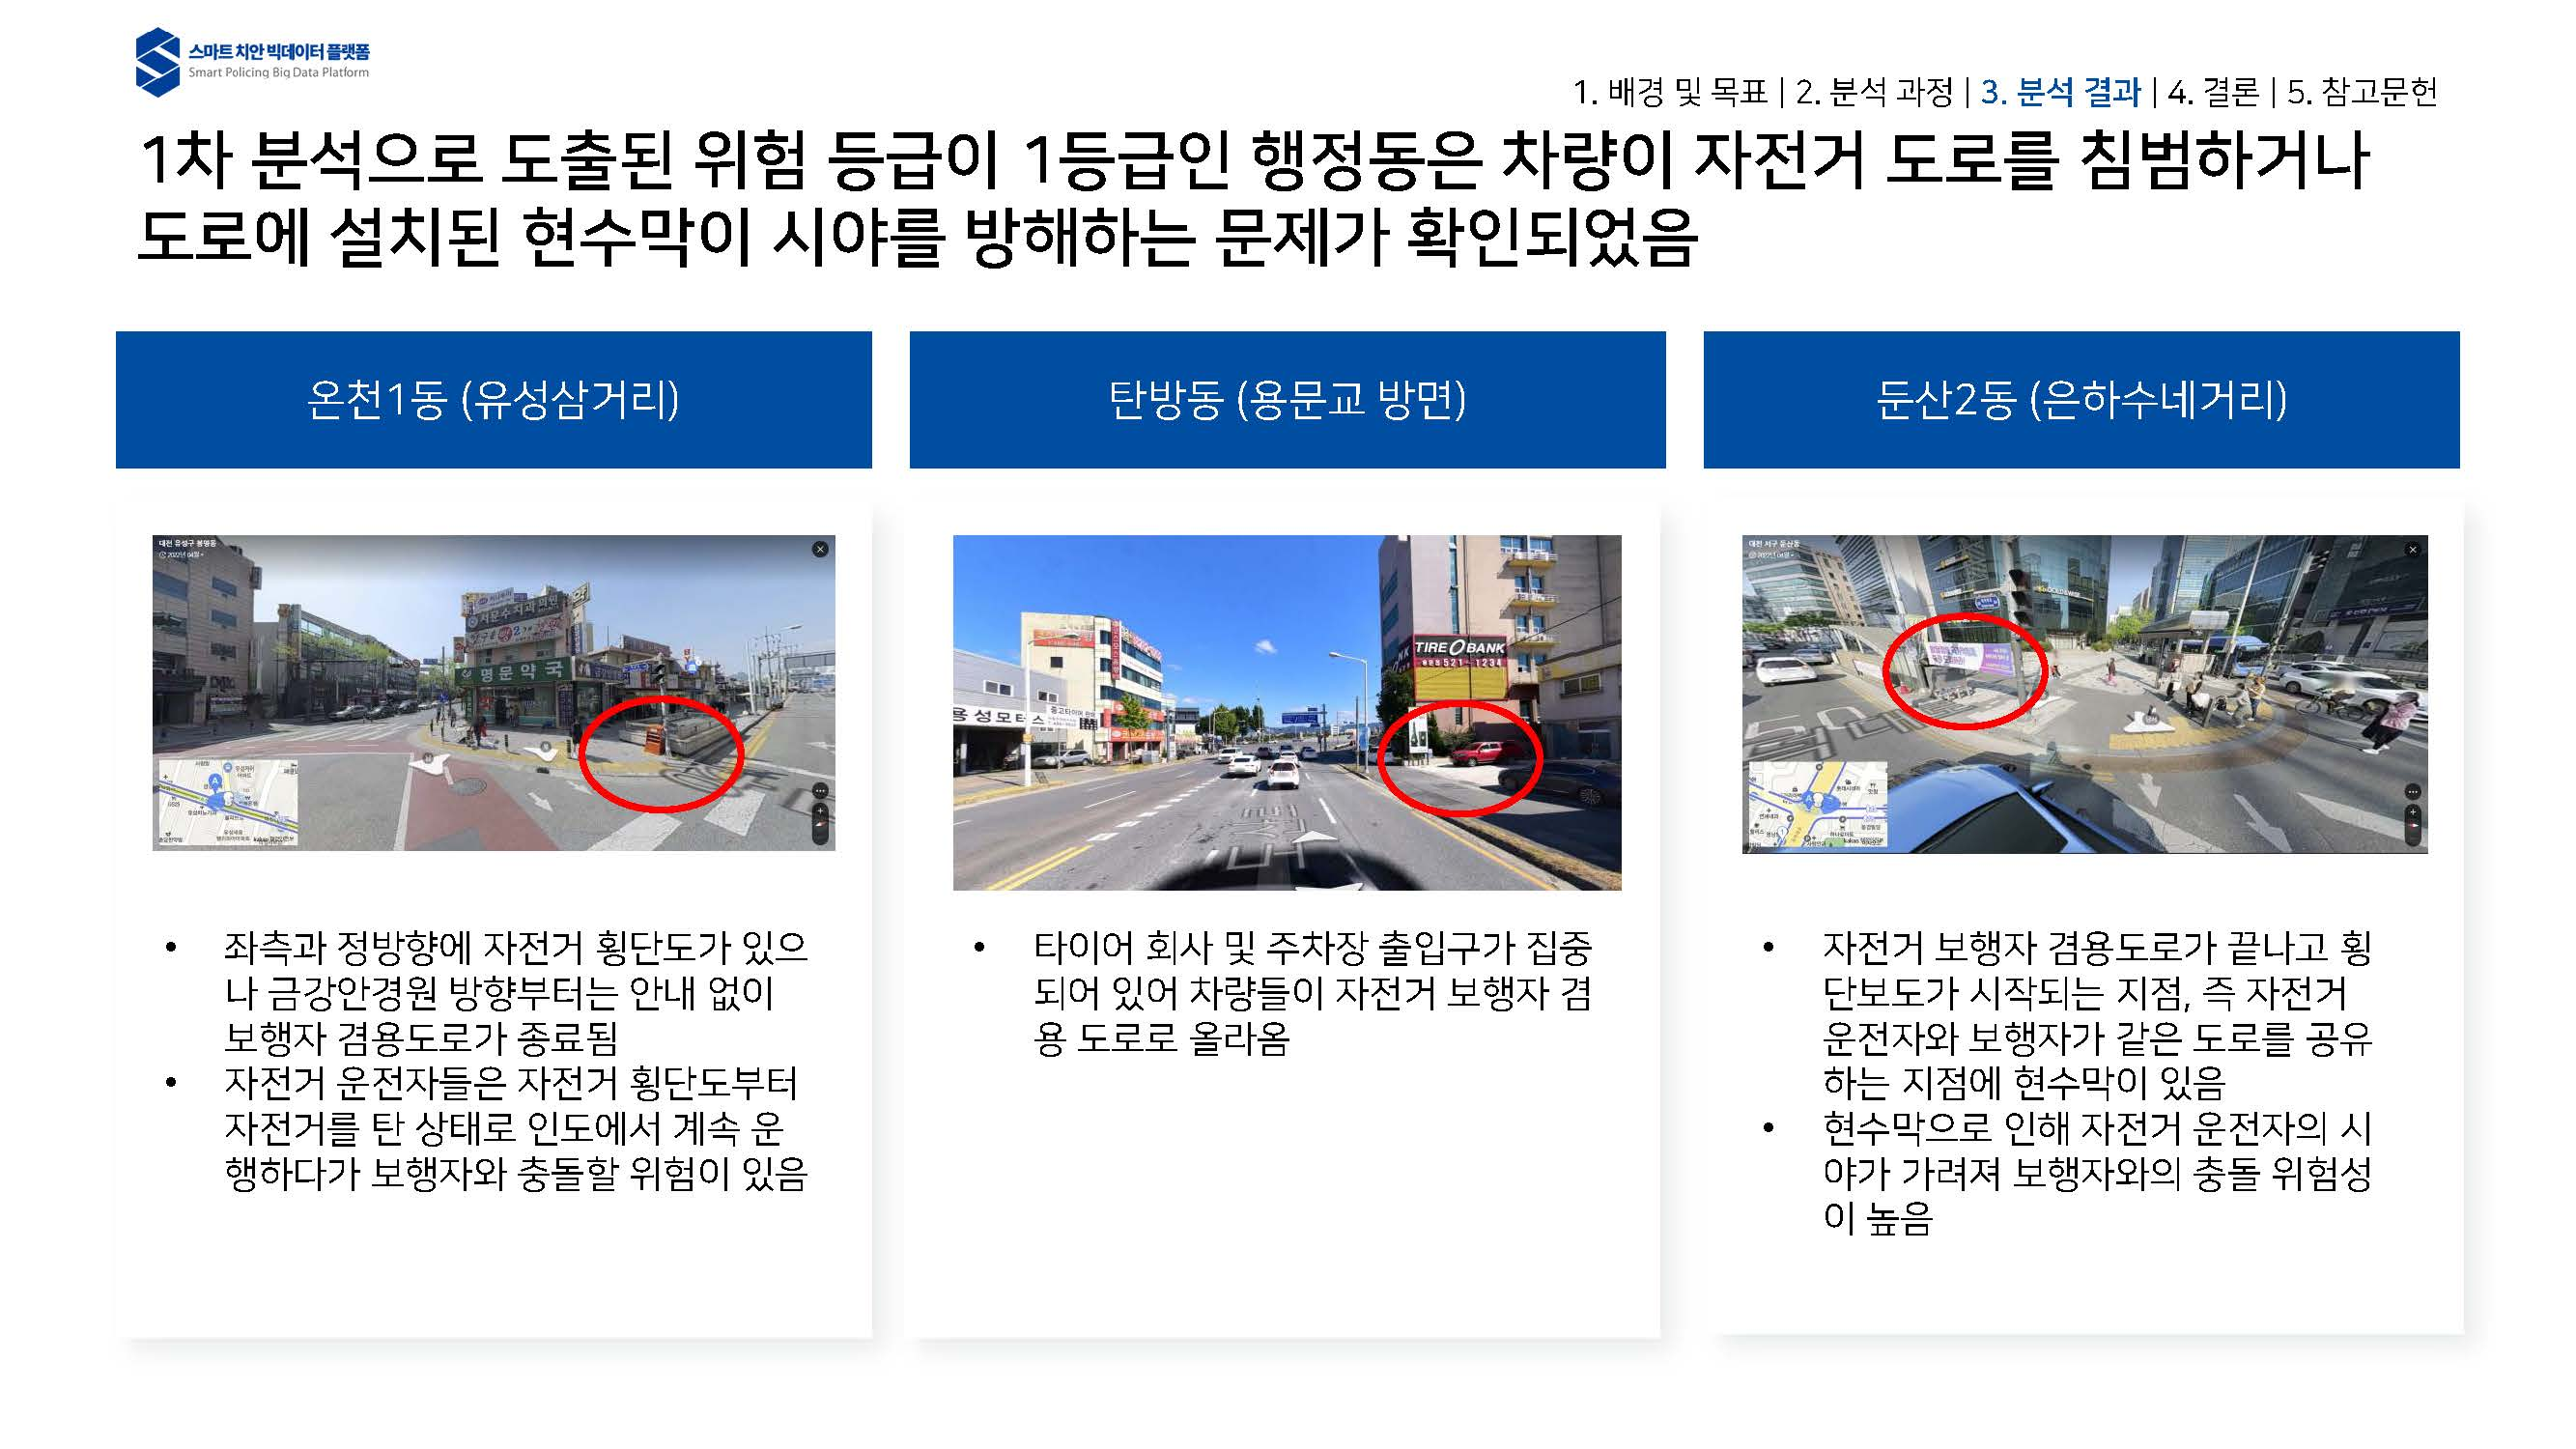 스마트 치안 빅데이터 플랫폼
Smart Policing Big Data Platform
1. 배경 및 목표 | 2. 분석 과정 | 3. 분석 결과 | 4. 결론 | 5. 참고문헌
1차 분석으로 도출된 위험 등급이 1등급인 행정동은 차량이 자전거 도로를 침범하거나
도로에 설치된 현수막이 시야를 방해하는 문제가 확인되었음
온천1동 (유성삼거리)
대전 유성구 봉명동
명문약국
• 좌측과 정방향에 자전거 횡단도가 있으
나 금강안경원 방향부터는 안내 없이
보행자 겸용도로가 종료됨
• 자전거 운전자들은 자전거 횡단도부터
자전거를 탄 상태로 인도에서 계속 운
행하다가 보행자와 충돌할 위험이 있음
탄방동 (용문교 방면)
TIRE BANK
521-1234
용성모터스
• 타이어 회사 및 주차장 출입구가 집중
되어 있어 차량들이 자전거 보행자 겸
용 도로로 올라옴
둔산2동 (은하수네거리)
대전 서구 둔산동
• 자전거 보행자 겸용도로가 끝나고 횡
단보도가 시작되는 지점, 즉 자전거
운전자와 보행자가 같은 도로를 공유
하는 지점에 현수막이 있음
• 현수막으로 인해 자전거 운전자의 시
야가 가려져 보행자와의 충돌 위험성
이 높음